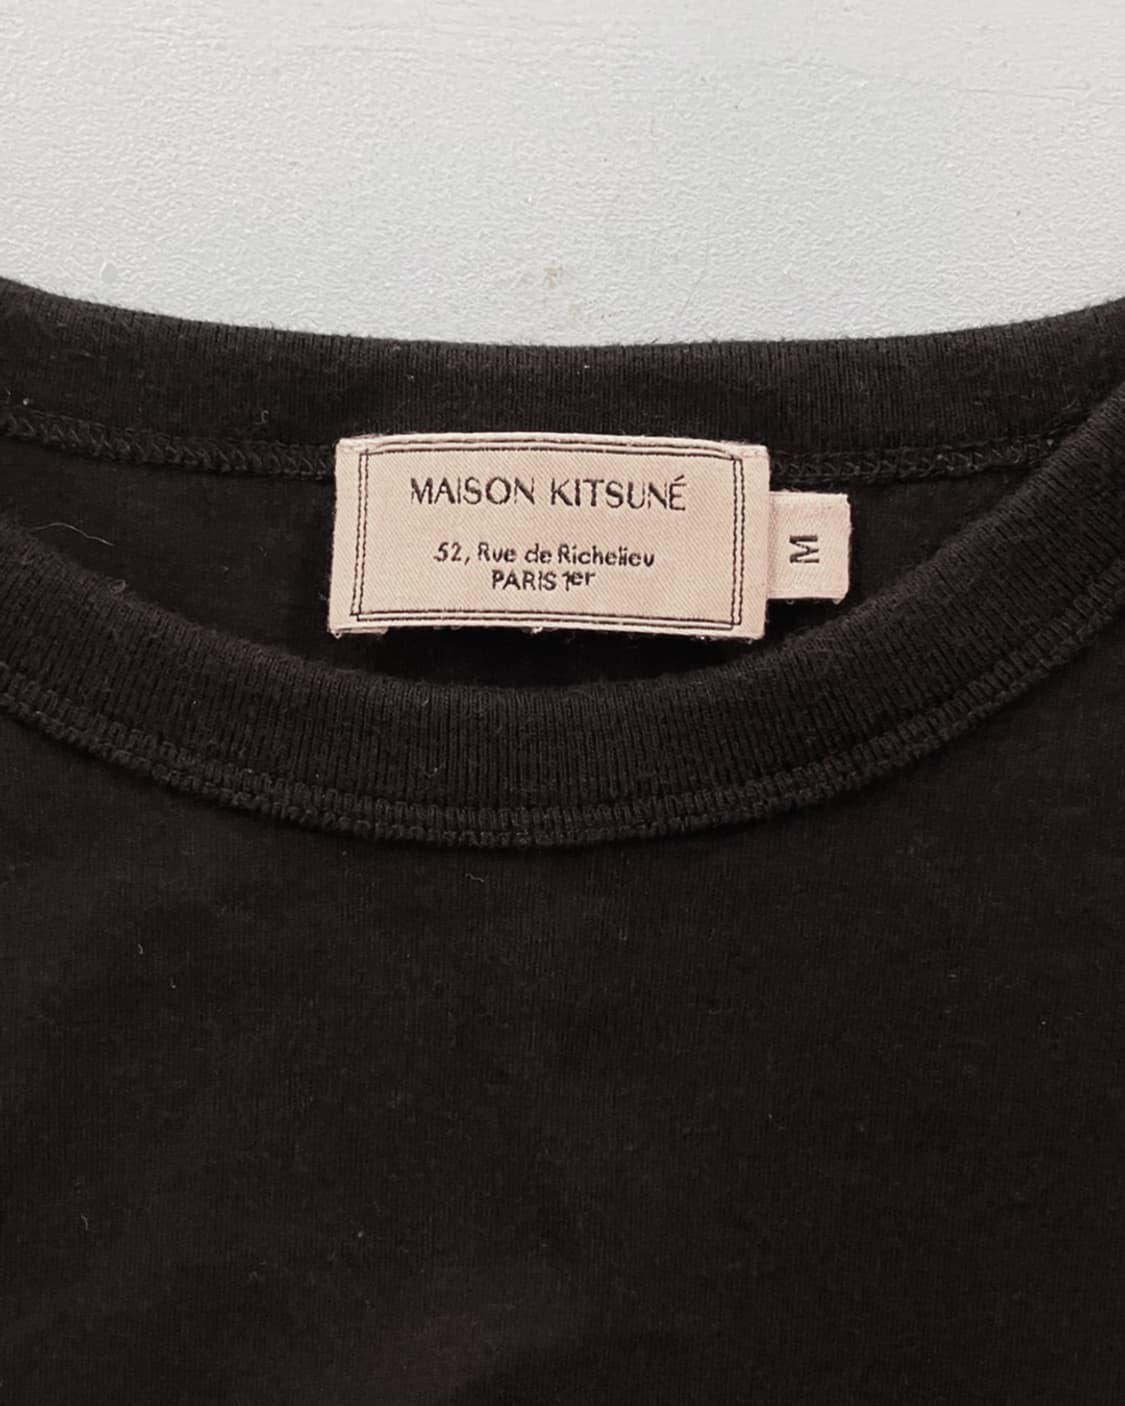 MAISON KITSUNÉ
52, Rue de Richelieu
PARIS 1er
M